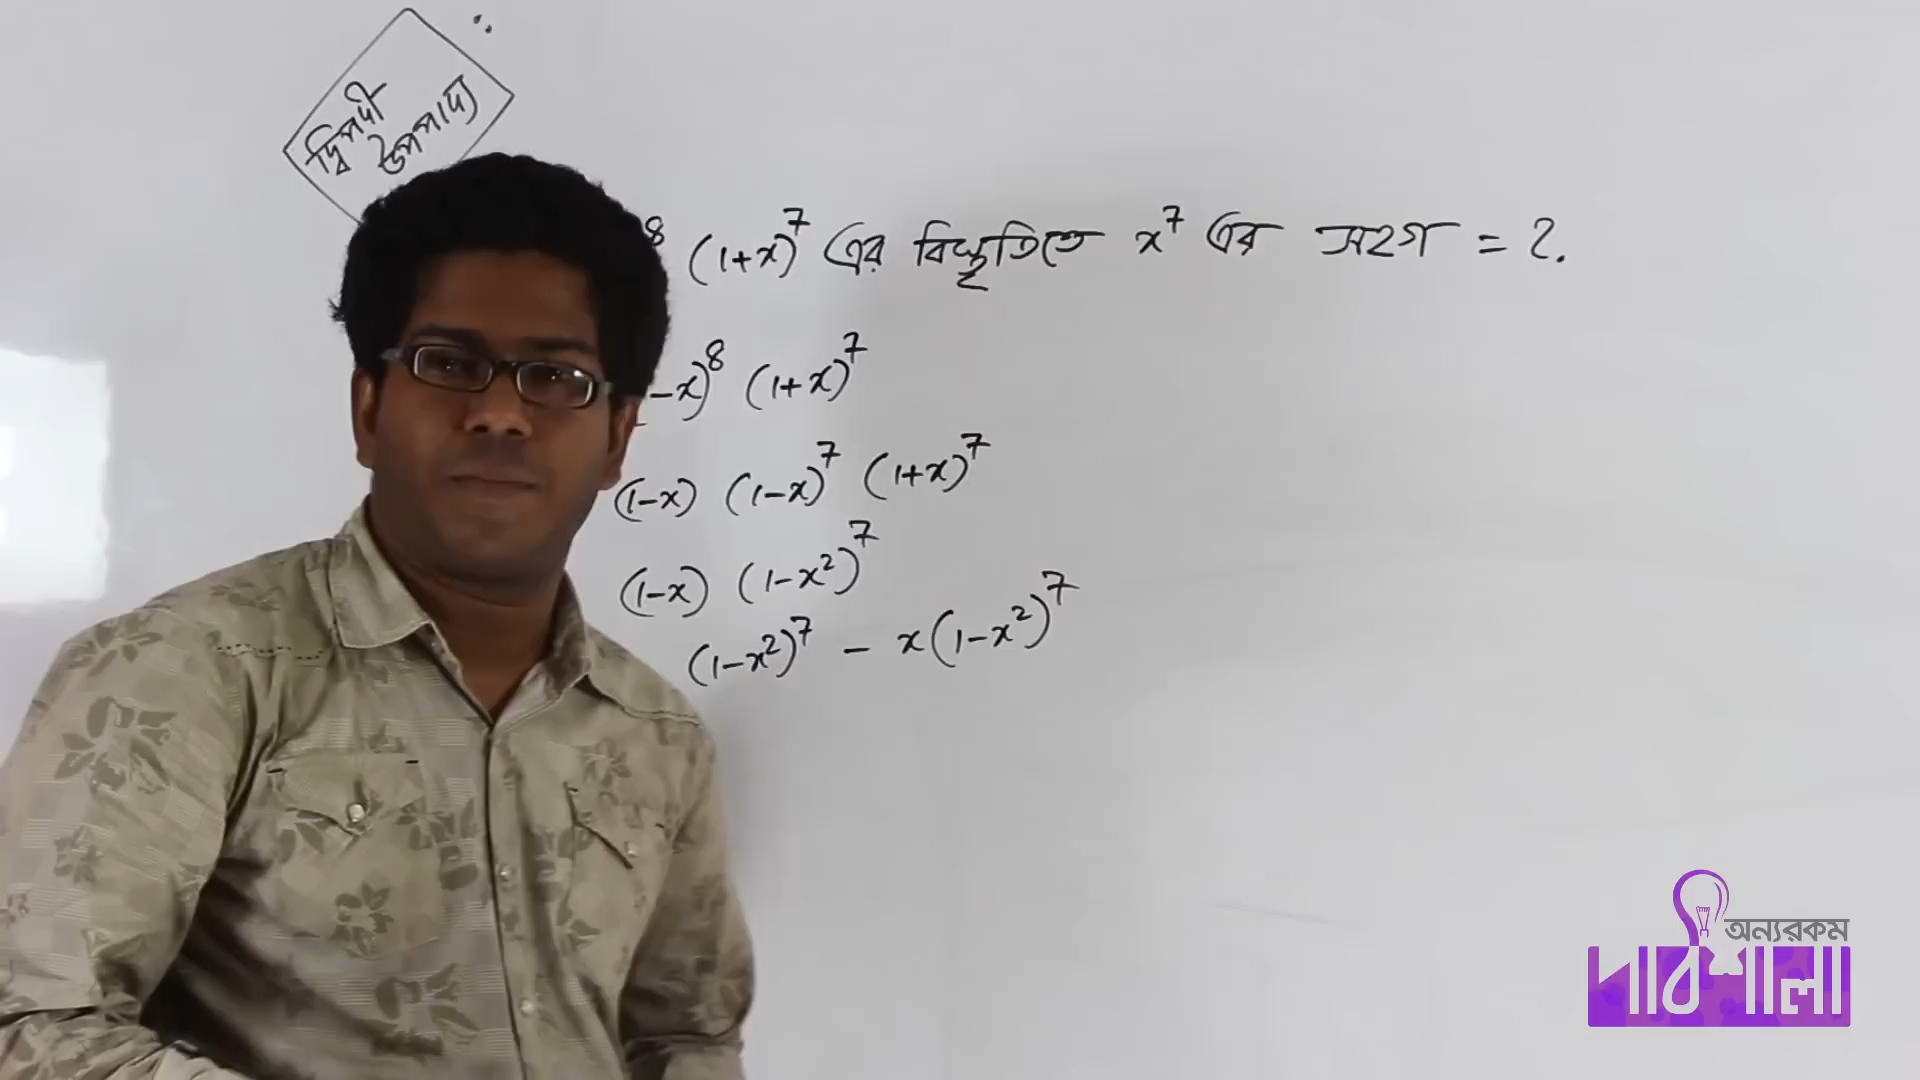 দ্বিপদী
উপপাদ্য
8 (1+x)^7 এর বিস্তৃতিতে x^7 এর সহগ = ?.
-x)^8 (1+x)^7
(1-x) (1-x)^7 (1+x)^7
(1-x) (1-x^2)^7
(1-x^2)^7 - x(1-x^2)^7
অন্যরকম
পাঠশালা